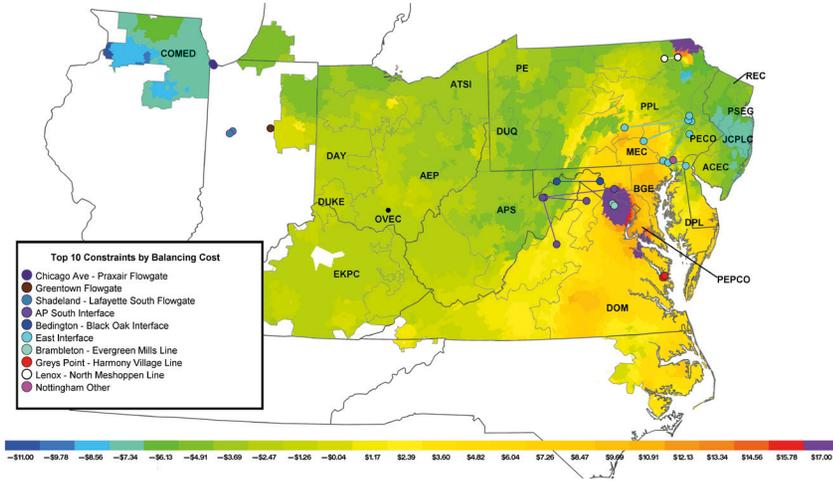 COMED
ATSI
PE
REC
PPL
PSEG
DUQ
PECO
JCPLC
DAY
MEC
ACEC
AEP
DUKE
APS
BGE
OVEC
DPL
EKPC
PEPCO
DOM
Top 10 Constraints by Balancing Cost
Chicago Ave - Praxair Flowgate
Greentown Flowgate
Shadeland - Lafayette South Flowgate
AP South Interface
Bedington - Black Oak Interface
East Interface
Brambleton - Evergreen Mills Line
Greys Point - Harmony Village Line
Lenox - North Meshoppen Line
Nottingham Other
–$11.00 –$9.78 –$8.56 –$7.34 –$6.13 –$4.91 –$3.69 –$2.47 –$1.26 –$0.04 $1.17 $2.39 $3.60 $4.82 $6.04 $7.26 $8.47 $9.69 $10.91 $12.13 $13.34 $14.56 $15.78 $17.00